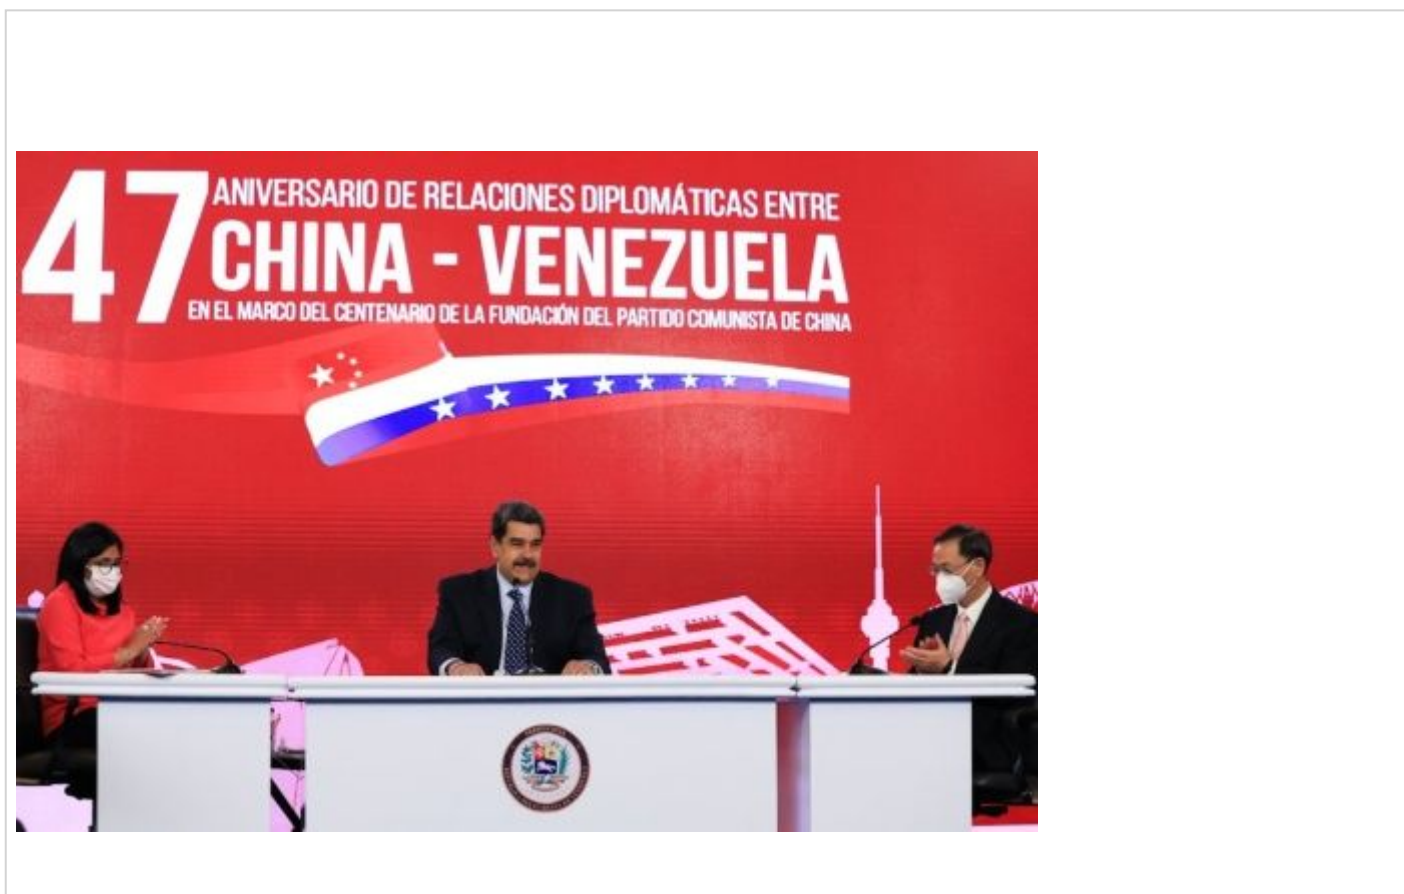 47 ANIVERSARIO DE RELACIONES DIPLOMÁTICAS ENTRE
CHINA - VENEZUELA
EN EL MARCO DEL CENTENARIO DE LA FUNDACIÓN DEL PARTIDO COMUNISTA DE CHINA